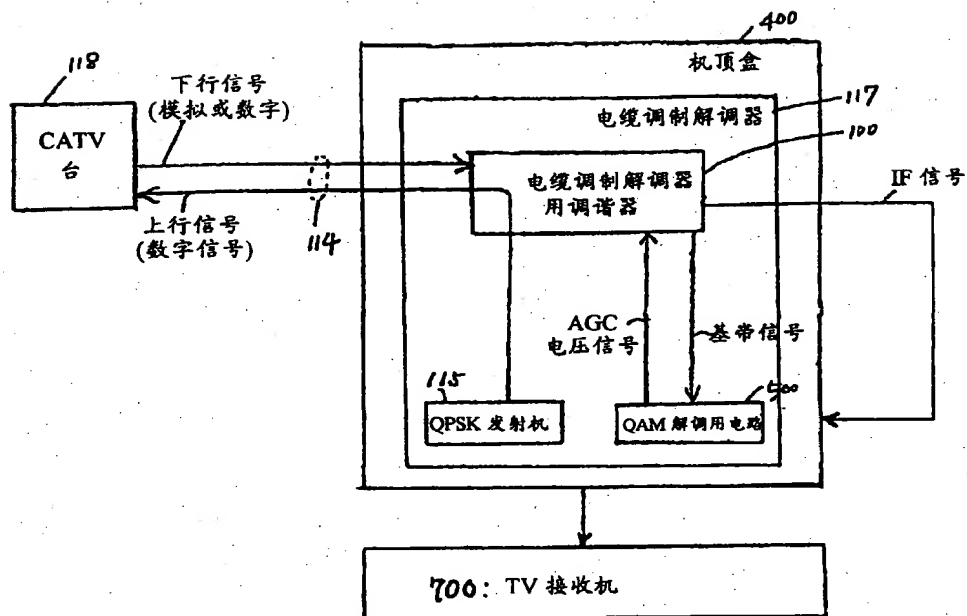 400
机顶盒
118
下行信号
(模拟或数字)
117
电缆调制解调器
CATV
台
100
电缆调制解调器
用调谐器
IF 信号
上行信号
(数字信号)
114
AGC
电压信号
基带信号
115
500
QPSK 发射机
QAM 解调用电路
700: TV 接收机